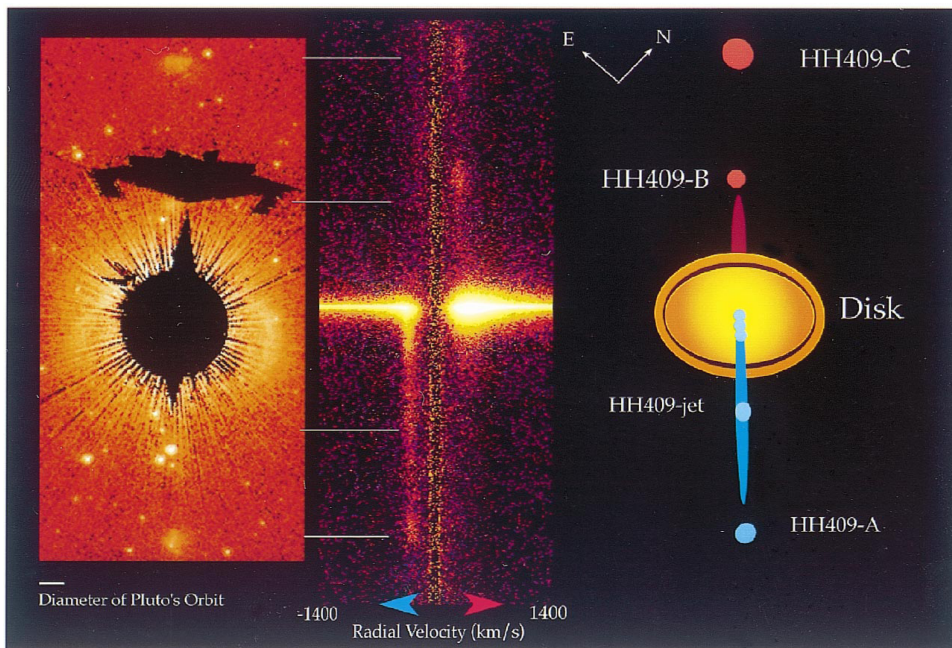 E
N
HH409-C
HH409-B
Disk
HH409-jet
HH409-A
Diameter of Pluto's Orbit
-1400
1400
Radial Velocity (km/s)